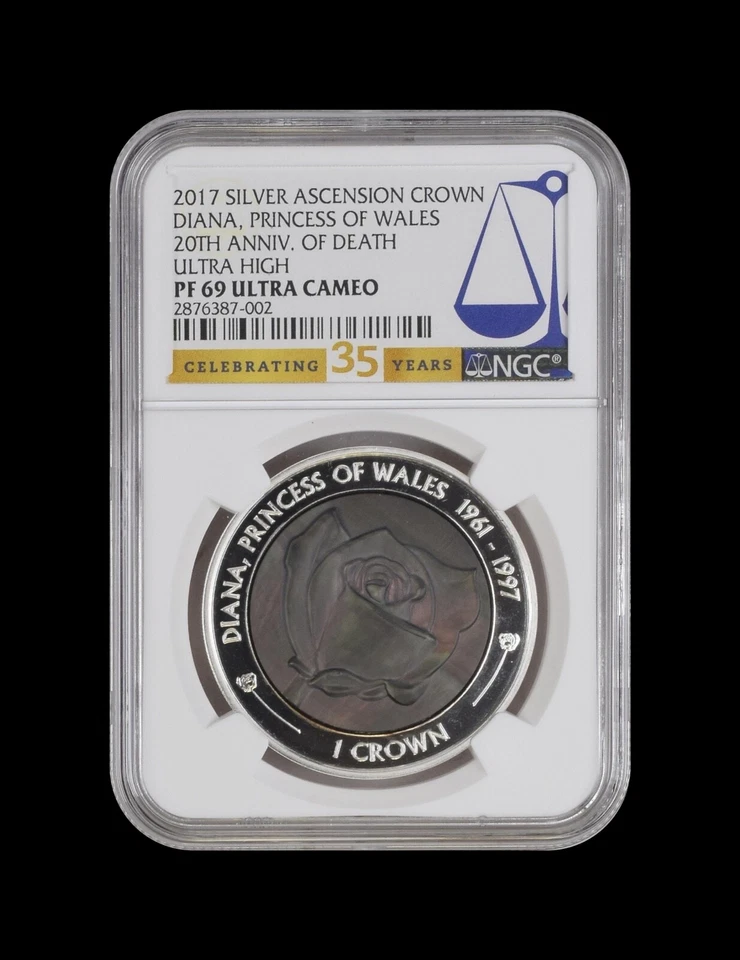 2017 SILVER ASCENSION CROWN
DIANA, PRINCESS OF WALES
20TH ANNIV. OF DEATH
ULTRA HIGH
PF 69 ULTRA CAMEO
2876387-002
CELEBRATING 35 YEARS NGC®
DIANA, PRINCESS OF WALES 1961 - 1997
1 CROWN